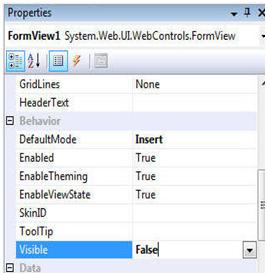 Properties
FormView1 System.Web.UI.WebControls.FormView
GridLines None
HeaderText
Behavior
DefaultMode Insert
Enabled True
EnableTheming True
EnableViewState True
SkinID
ToolTip
Visible False
Data